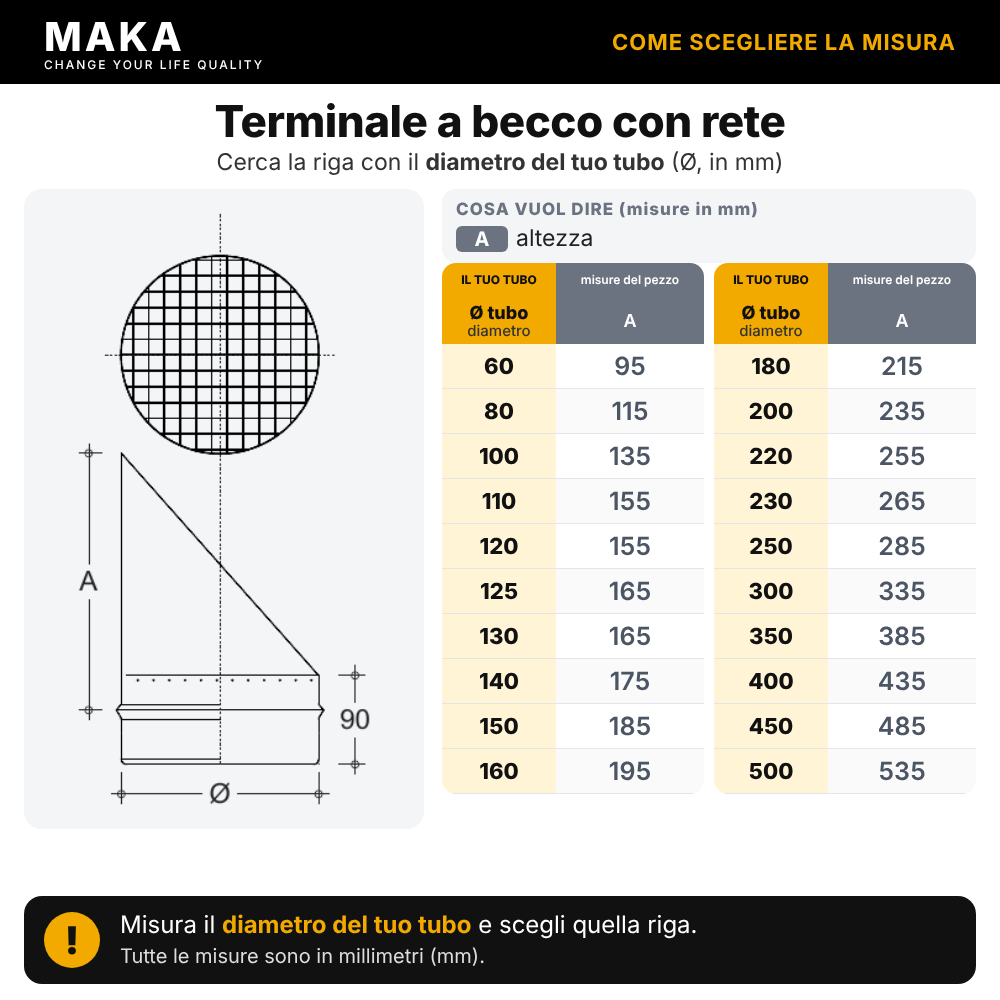 MAKA
CHANGE YOUR LIFE QUALITY
COME SCEGLIERE LA MISURA
Terminale a becco con rete
Cerca la riga con il diametro del tuo tubo (Ø, in mm)
A
90
Ø
COSA VUOL DIRE (misure in mm)
A altezza
IL TUO TUBO misure del pezzo
Ø tubo diametro A
60 95
80 115
100 135
110 155
120 155
125 165
130 165
140 175
150 185
160 195
IL TUO TUBO misure del pezzo
Ø tubo diametro A
180 215
200 235
220 255
230 265
250 285
300 335
350 385
400 435
450 485
500 535
!
Misura il diametro del tuo tubo e scegli quella riga.
Tutte le misure sono in millimetri (mm).